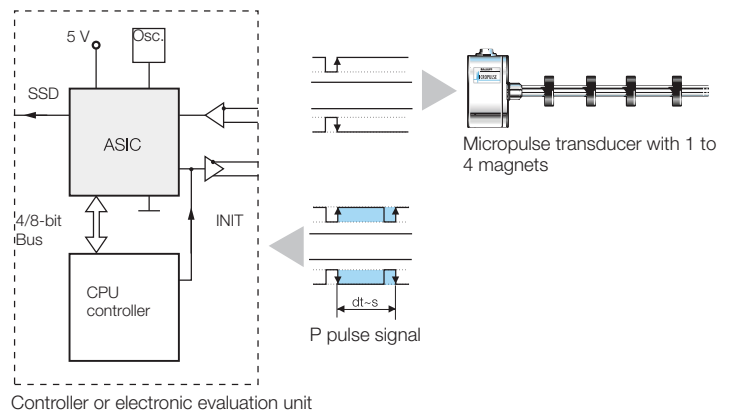 5 V
Osc.
SSD
ASIC
4/8-bit
Bus
INIT
CPU
controller
Controller or electronic evaluation unit
dt~s
P pulse signal
MICROPULSE
Micropulse transducer with 1 to
4 magnets